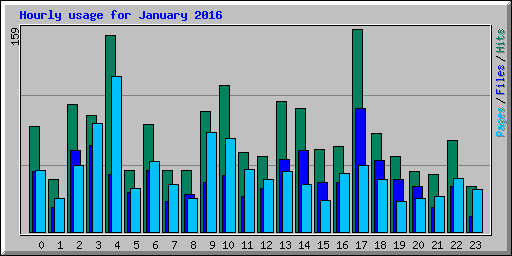 Hourly usage for January 2016
159
Pages / Files / Hits
0 1 2 3 4 5 6 7 8 9 10 11 12 13 14 15 16 17 18 19 20 21 22 23